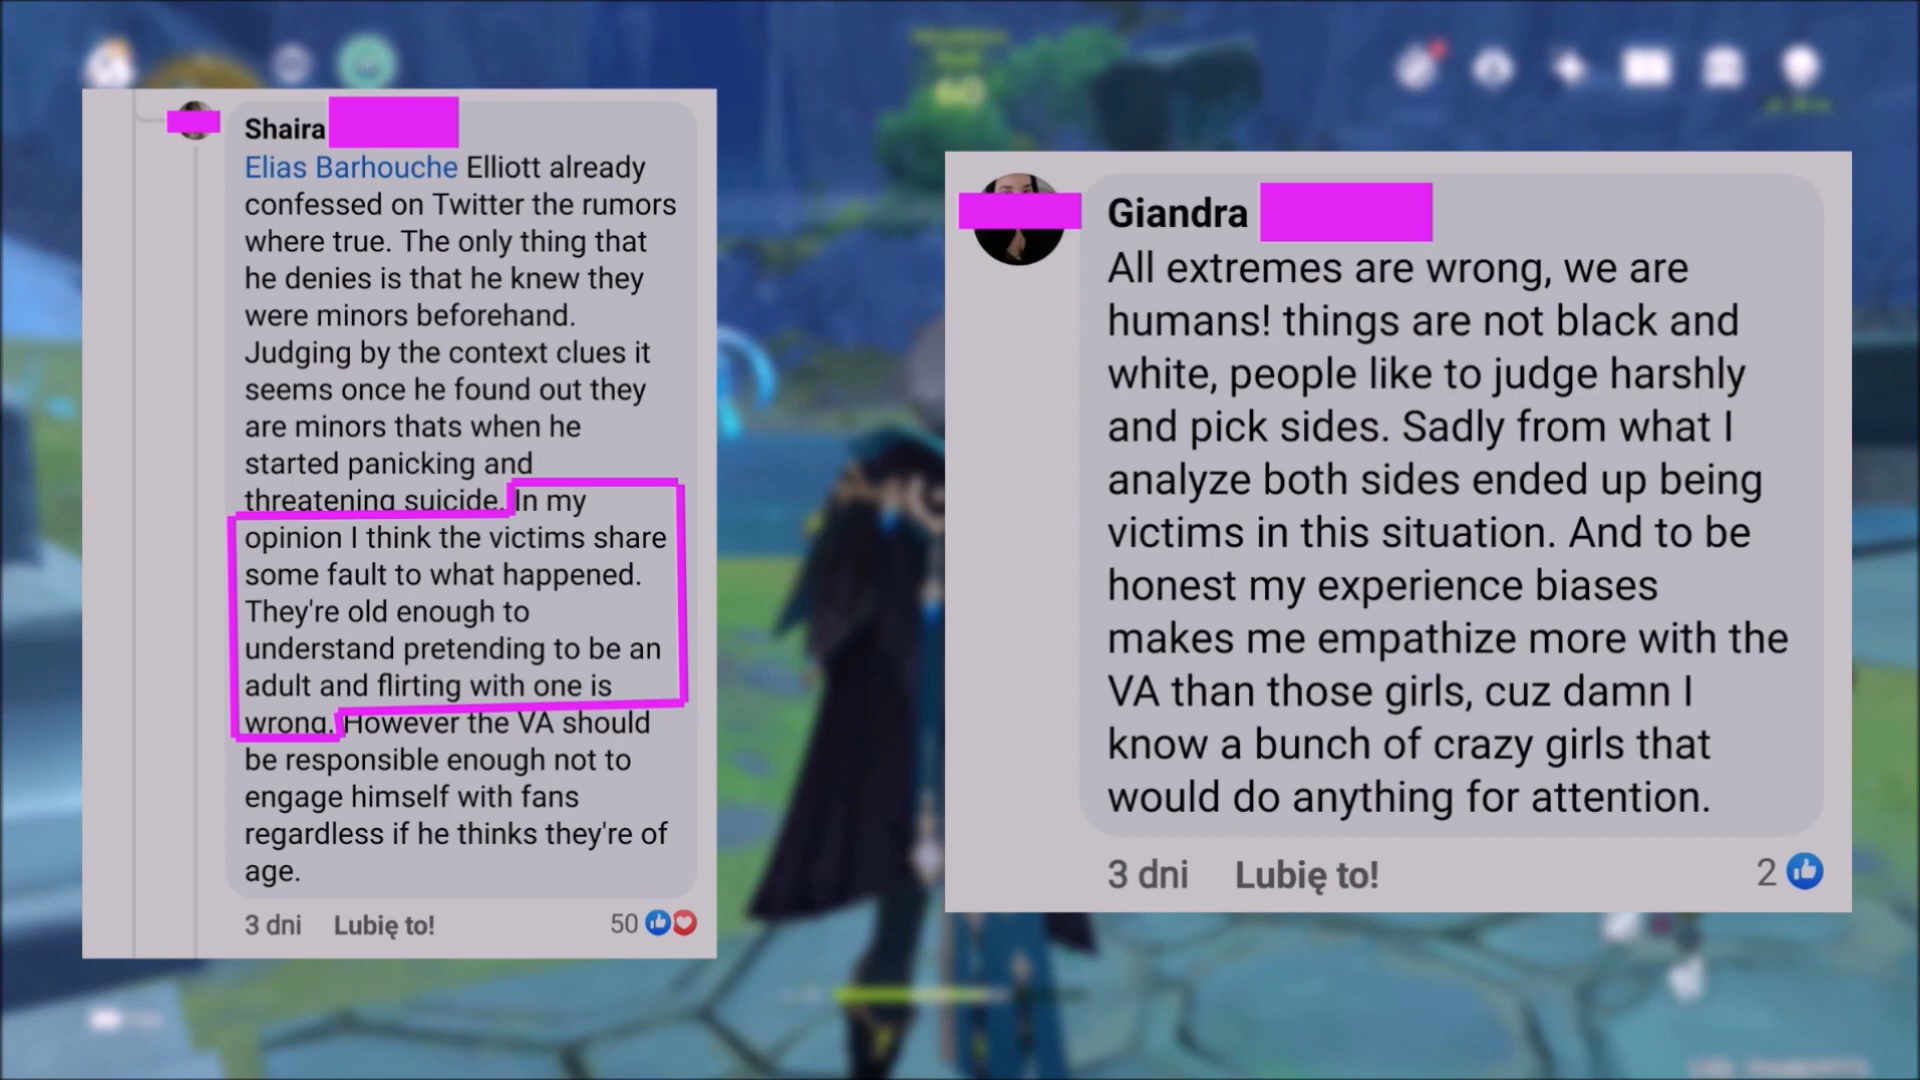 Shaira
Elias Barhouche Elliott already
confessed on Twitter the rumors
where true. The only thing that
he denies is that he knew they
were minors beforehand.
Judging by the context clues it
seems once he found out they
are minors thats when he
started panicking and
threatening suicide. In my
opinion I think the victims share
some fault to what happened.
They're old enough to
understand pretending to be an
adult and flirting with one is
wrong. However the VA should
be responsible enough not to
engage himself with fans
regardless if he thinks they're of
age.
3 dni Lubię to! 50
Giandra
All extremes are wrong, we are
humans! things are not black and
white, people like to judge harshly
and pick sides. Sadly from what I
analyze both sides ended up being
victims in this situation. And to be
honest my experience biases
makes me empathize more with the
VA than those girls, cuz damn I
know a bunch of crazy girls that
would do anything for attention.
3 dni Lubię to! 2